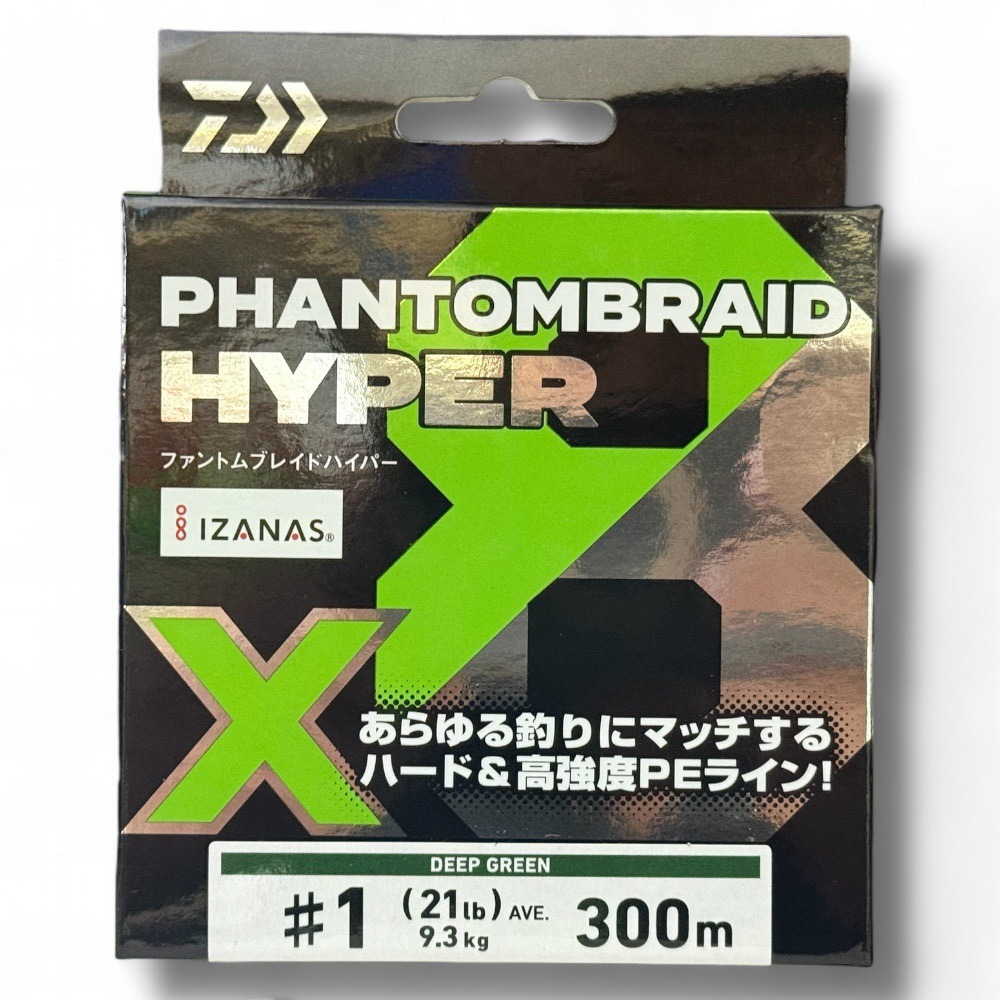 PHANTOMBRAID
HYPER
ファントムブレイドハイパー
IZANAS®
X8
あらゆる釣りにマッチする
ハード&高強度PEライン!
DEEP GREEN
#1 (21lb) AVE. 300m
9.3kg